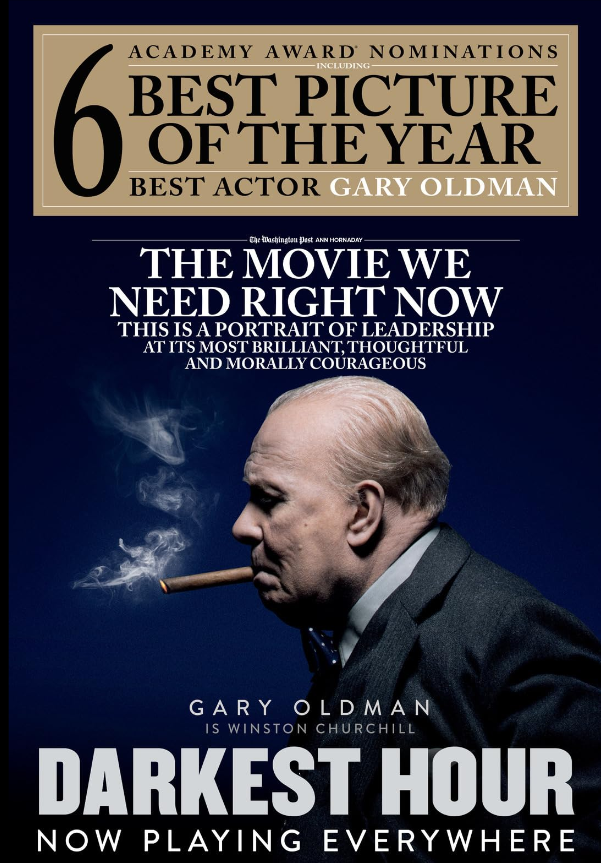 6
ACADEMY AWARD® NOMINATIONS
INCLUDING
BEST PICTURE
OF THE YEAR
BEST ACTOR GARY OLDMAN
The Washington Post ANN HORNADAY
THE MOVIE WE
NEED RIGHT NOW
THIS IS A PORTRAIT OF LEADERSHIP
AT ITS MOST BRILLIANT, THOUGHTFUL
AND MORALLY COURAGEOUS
GARY OLDMAN
IS WINSTON CHURCHILL
DARKEST HOUR
NOW PLAYING EVERYWHERE